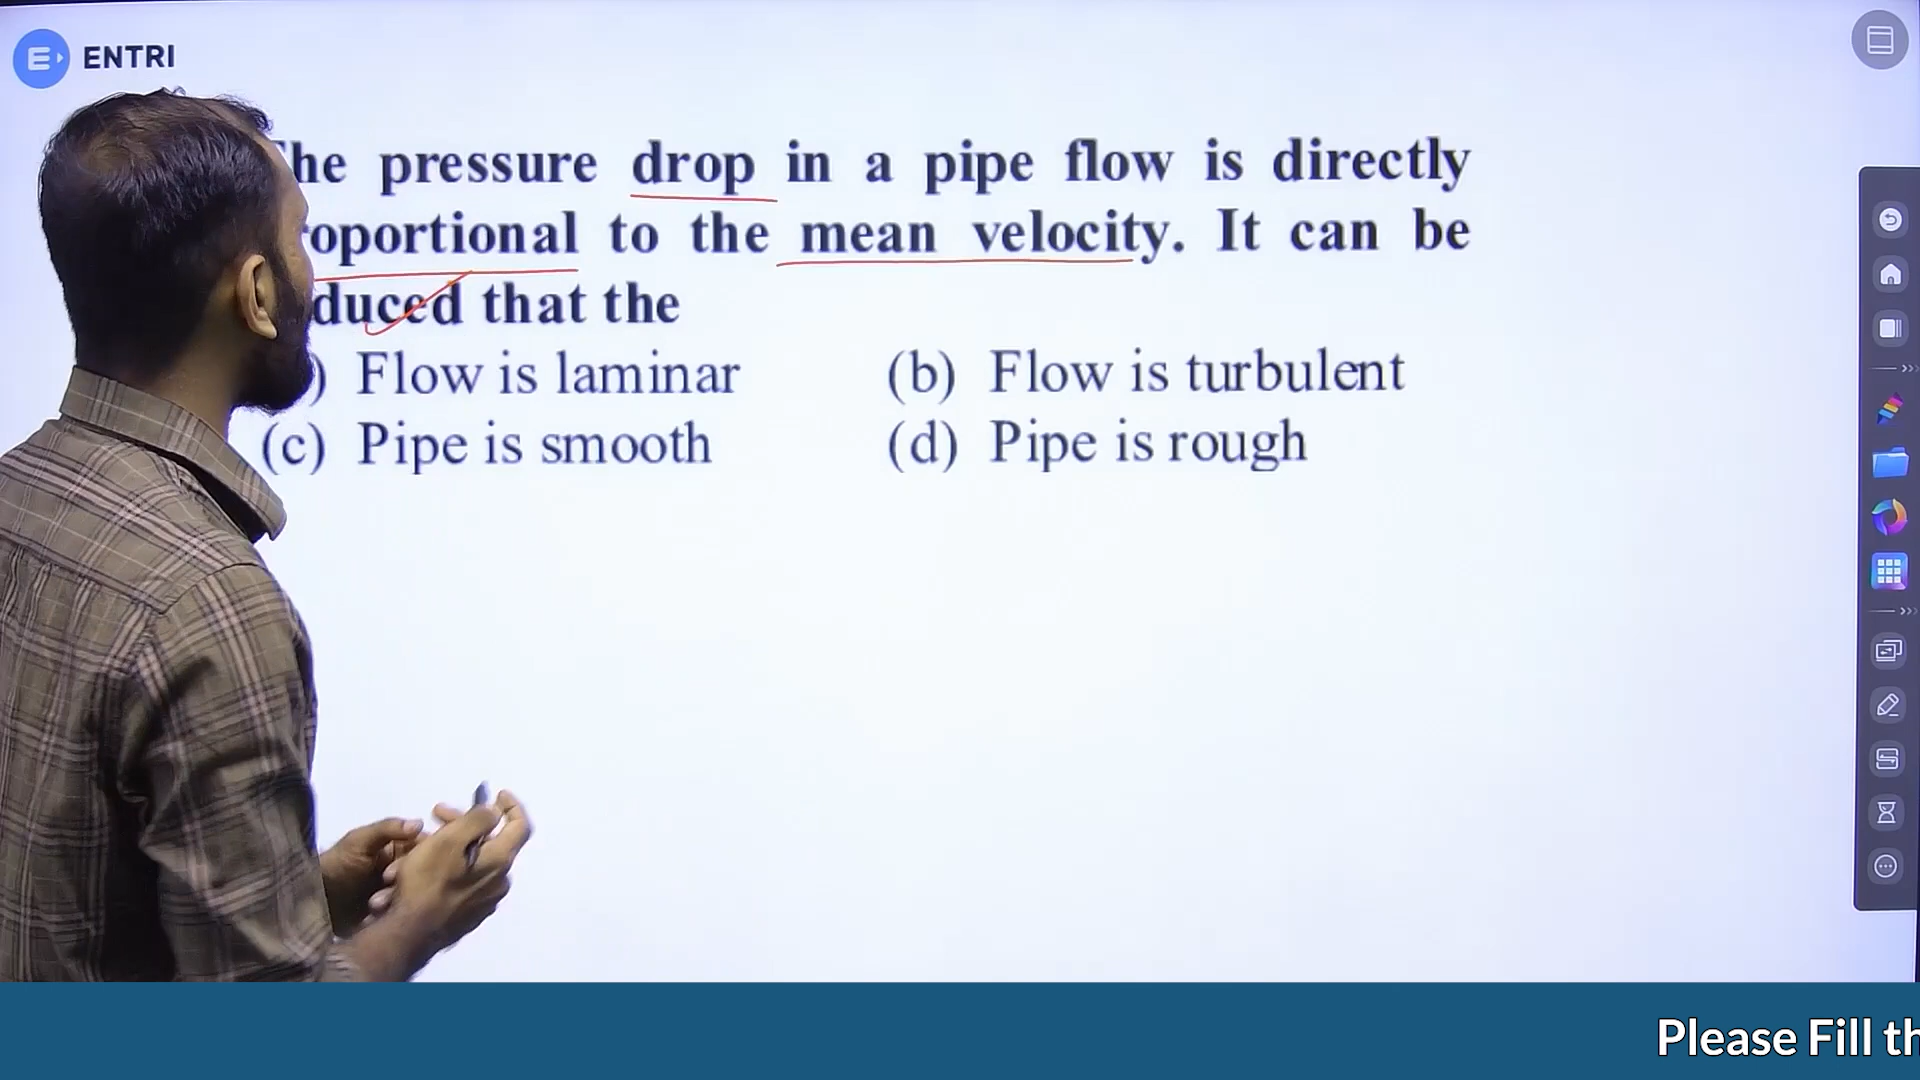 ENTRI
The pressure drop in a pipe flow is directly
oportional to the mean velocity. It can be
duced that the
) Flow is laminar (b) Flow is turbulent
(c) Pipe is smooth (d) Pipe is rough
Please Fill th